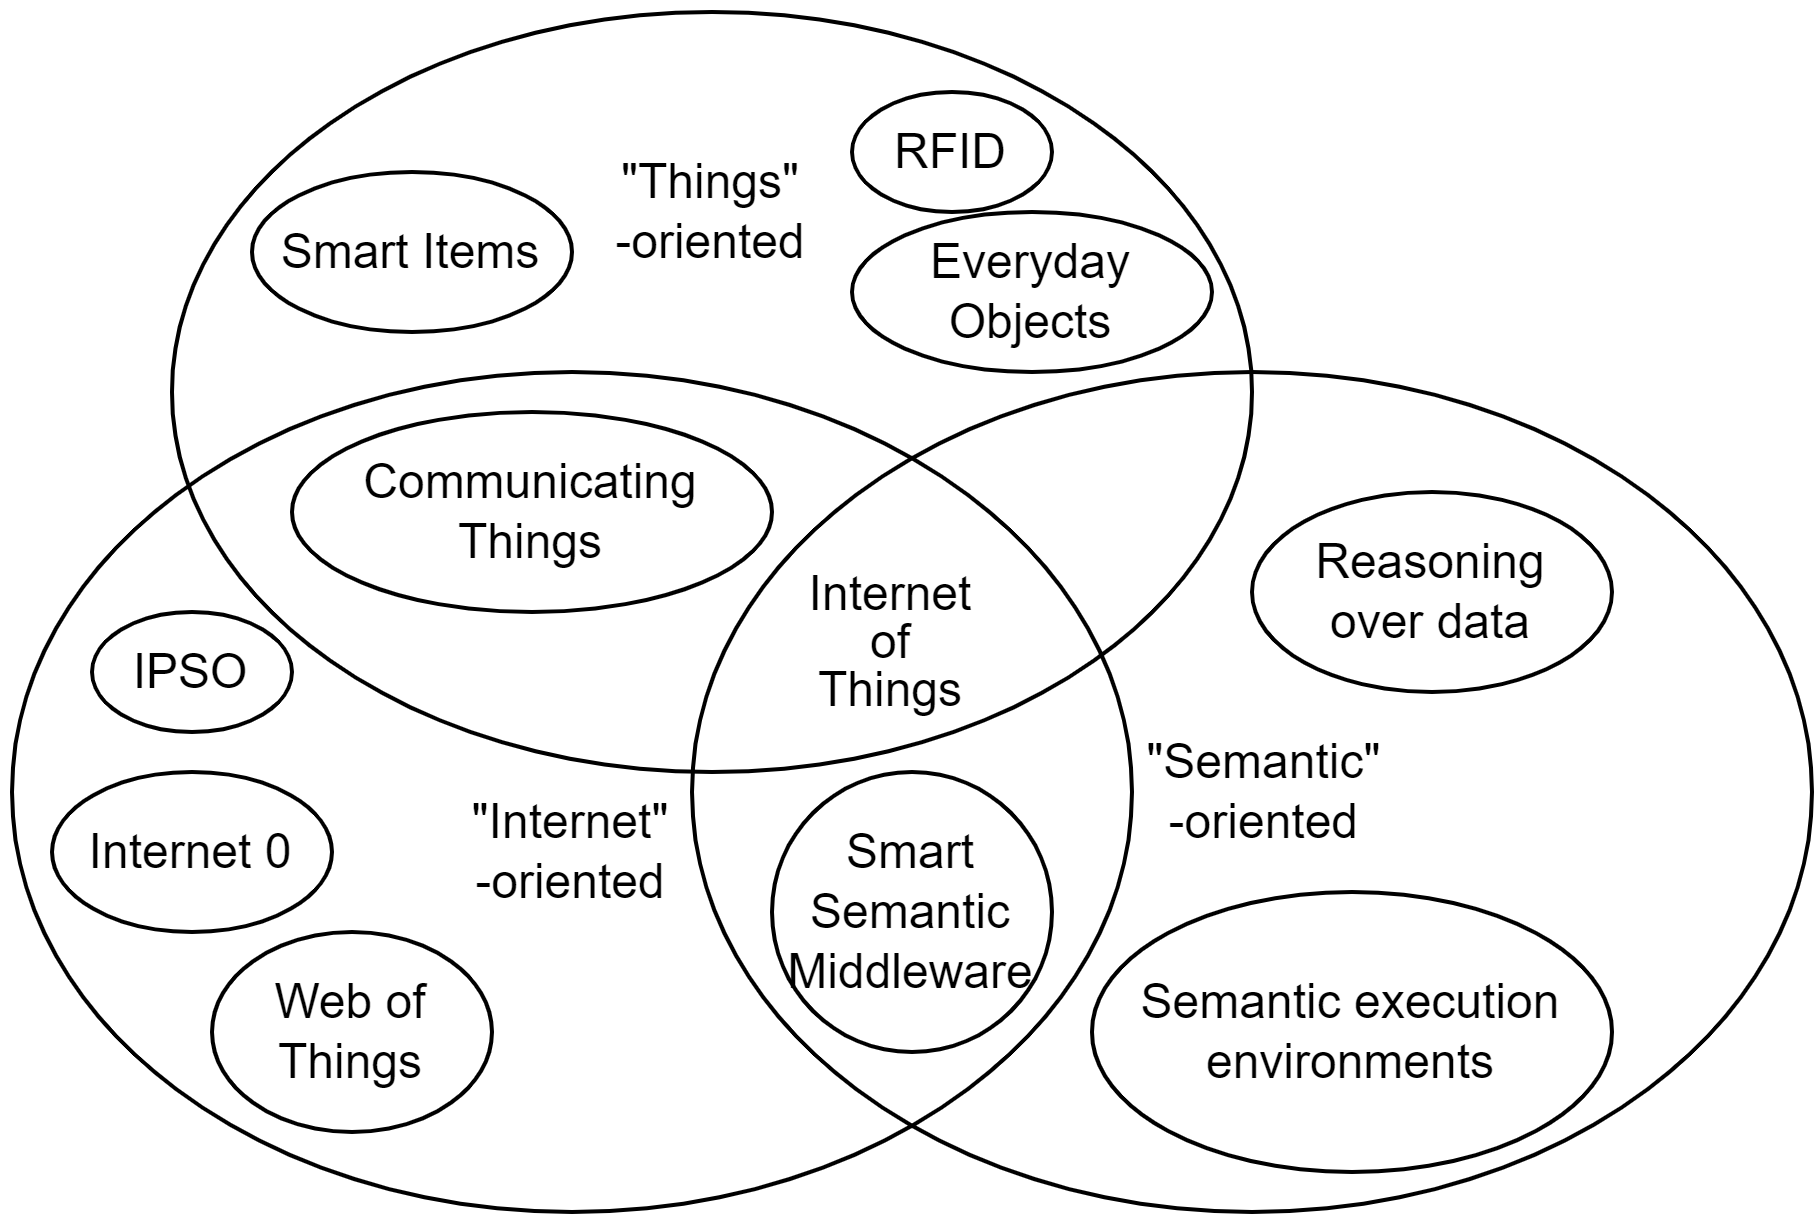 RFID
"Things"
-oriented
Smart Items
Everyday
Objects
Communicating
Things
Internet
of
Things
Reasoning
over data
IPSO
"Semantic"
-oriented
"Internet"
-oriented
Internet 0
Smart
Semantic
Middleware
Web of
Things
Semantic execution
environments